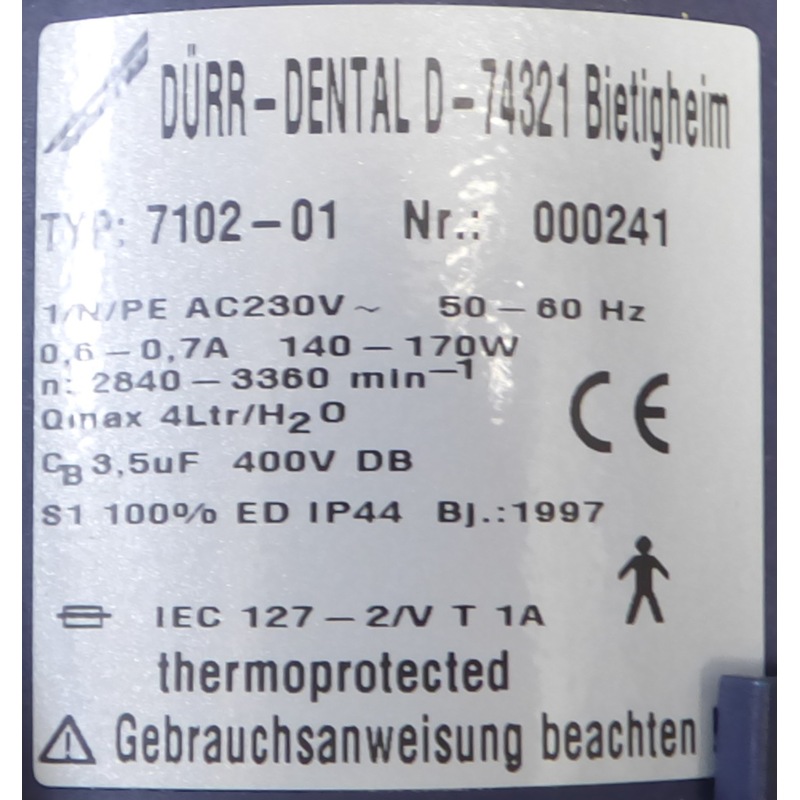 DÜRR-DENTAL D-74321 Bietigheim
TYP: 7102-01 Nr.: 000241
1/N/PE AC230V~ 50-60 Hz
0,6-0,7A 140-170W
n: 2840-3360 min⁻¹
Qmax 4Ltr/H₂O
CB 3,5uF 400V DB
S1 100% ED IP44 Bj.:1997
CE
IEC 127-2/V T 1A
thermoprotected
Gebrauchsanweisung beachten !